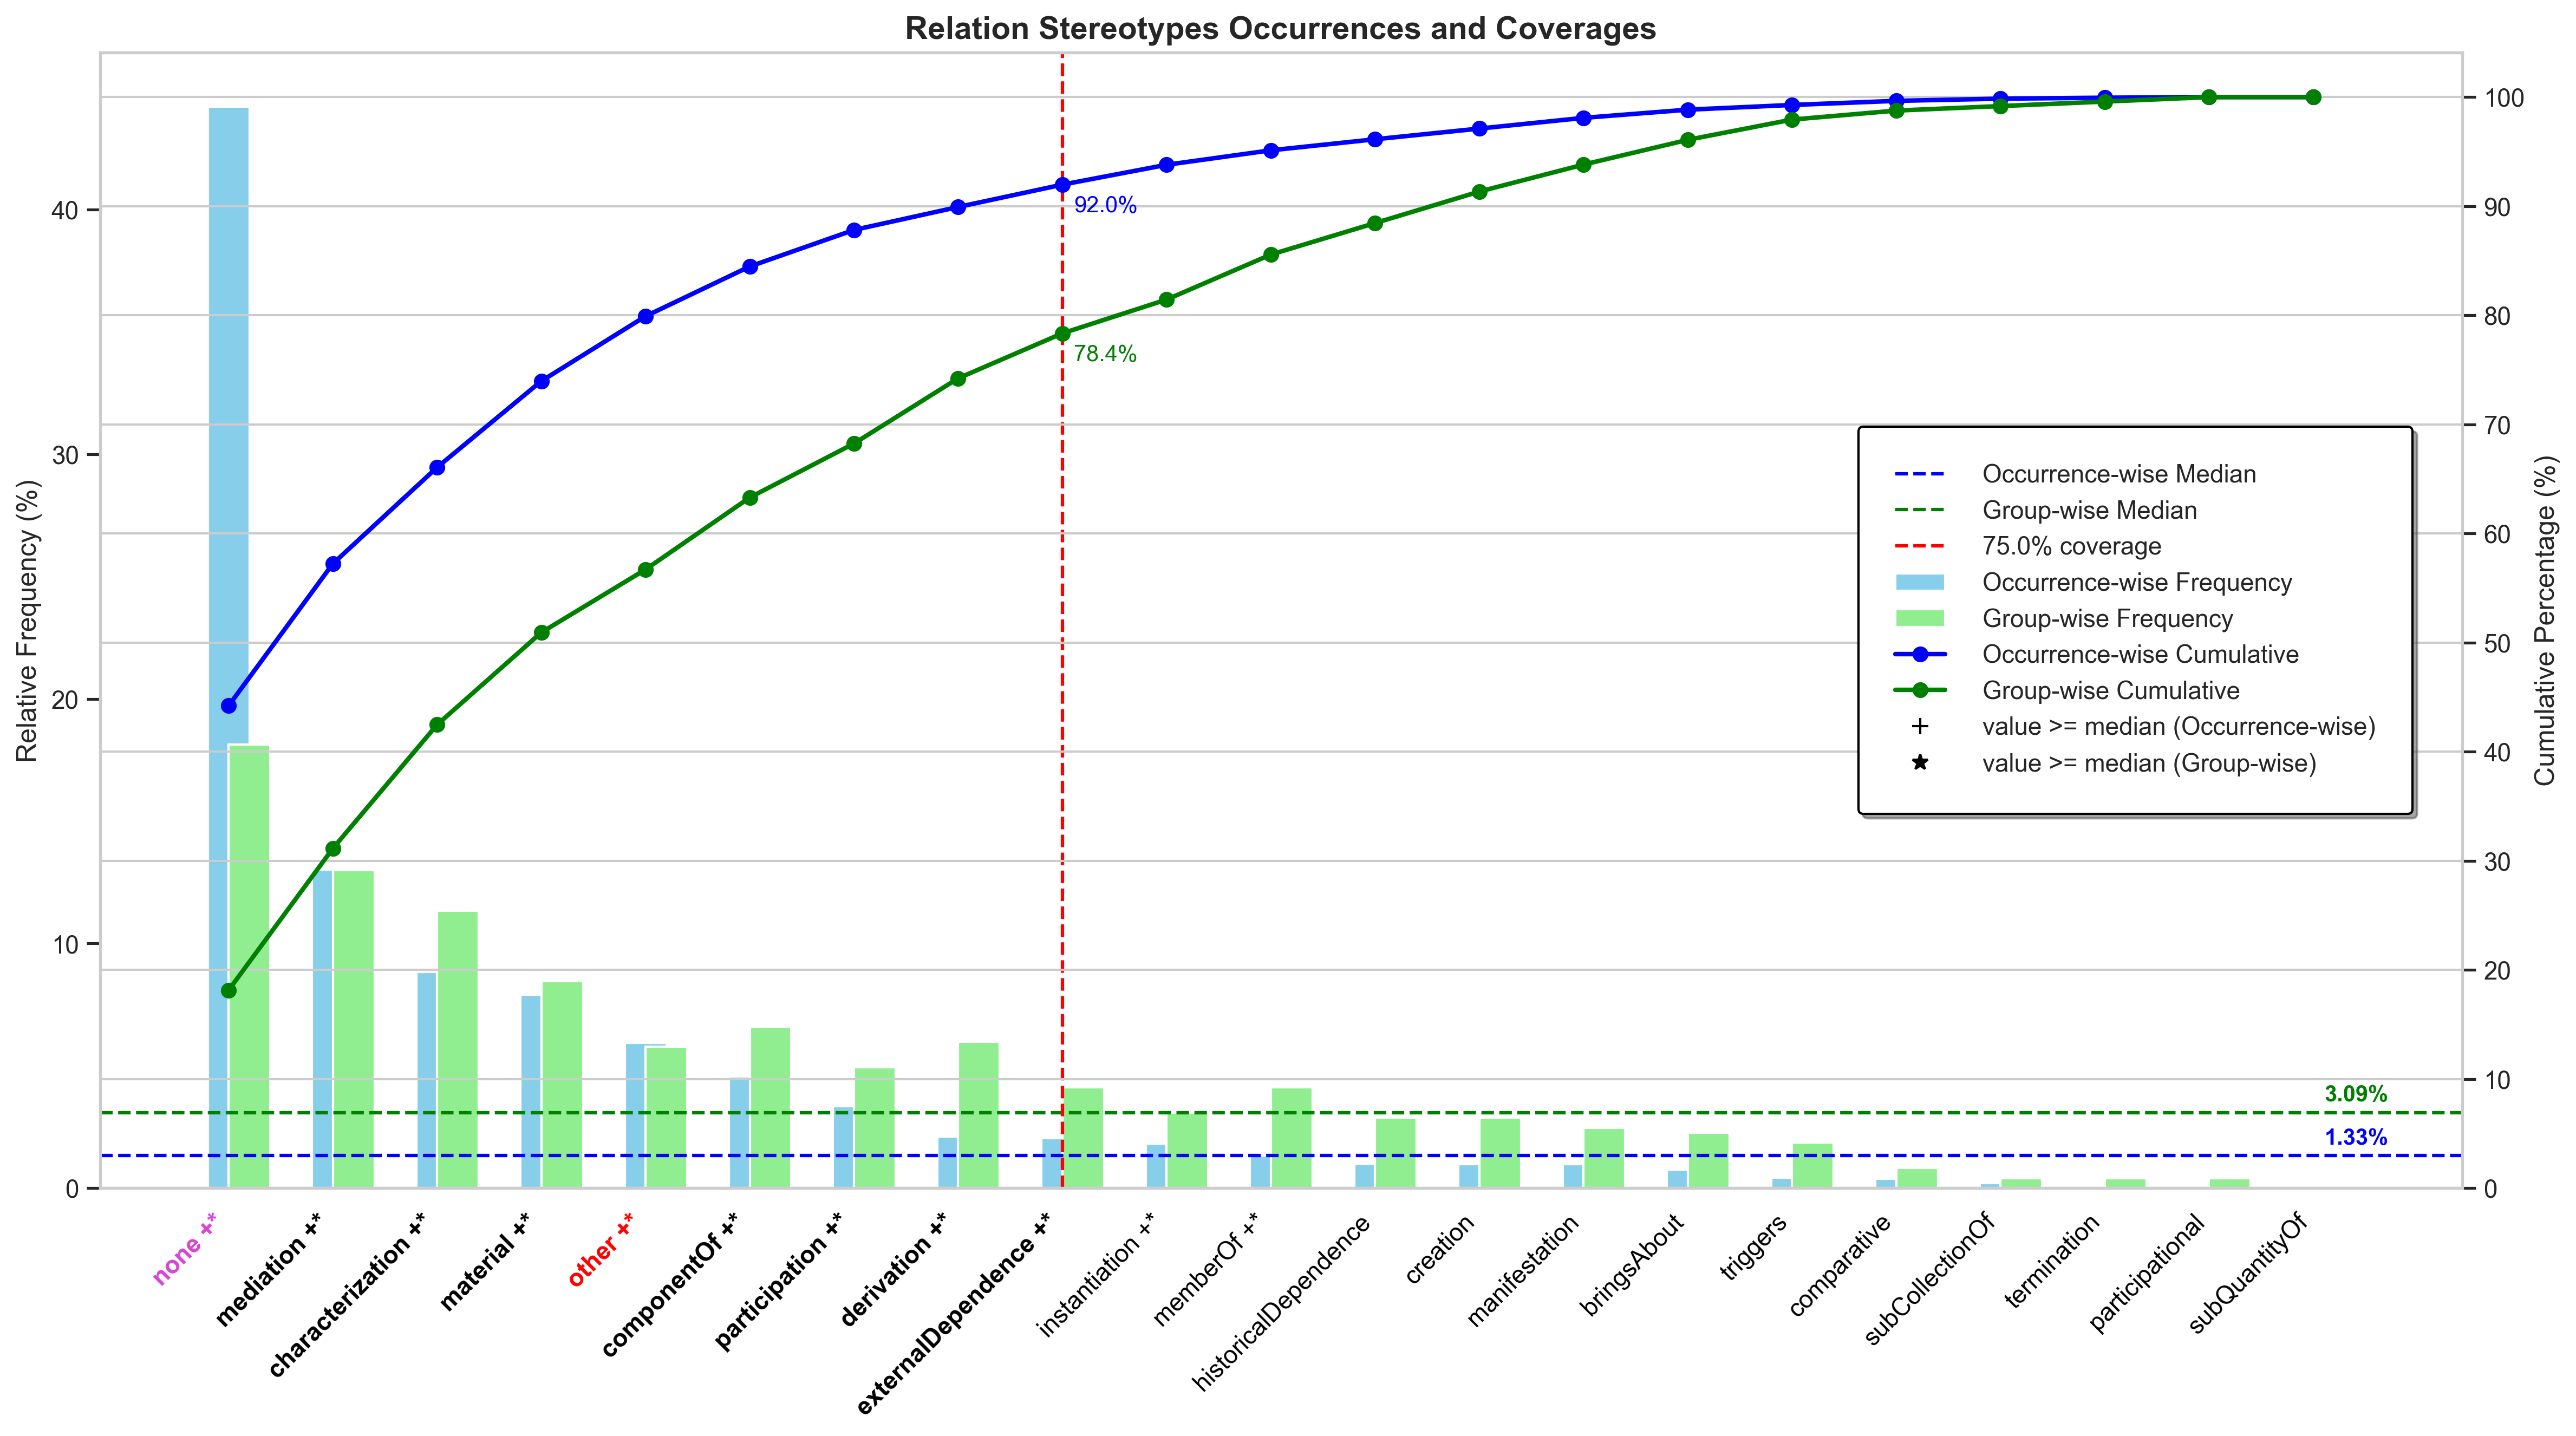 Relation Stereotypes Occurrences and Coverages
Relative Frequency (%)
40
30
20
10
0
100
90
80
70
60
50
40
30
20
10
0
Cumulative Percentage (%)
92.0%
78.4%
Occurrence-wise Median
Group-wise Median
75.0% coverage
Occurrence-wise Frequency
Group-wise Frequency
Occurrence-wise Cumulative
Group-wise Cumulative
value >= median (Occurrence-wise)
value >= median (Group-wise)
3.09%
1.33%
none +*
mediation +*
characterization +*
material +*
other +*
componentOf +*
participation +*
derivation +*
externalDependence +*
instantiation +*
memberOf +*
historicalDependence
creation
manifestation
bringsAbout
triggers
comparative
subCollectionOf
termination
participational
subQuantityOf